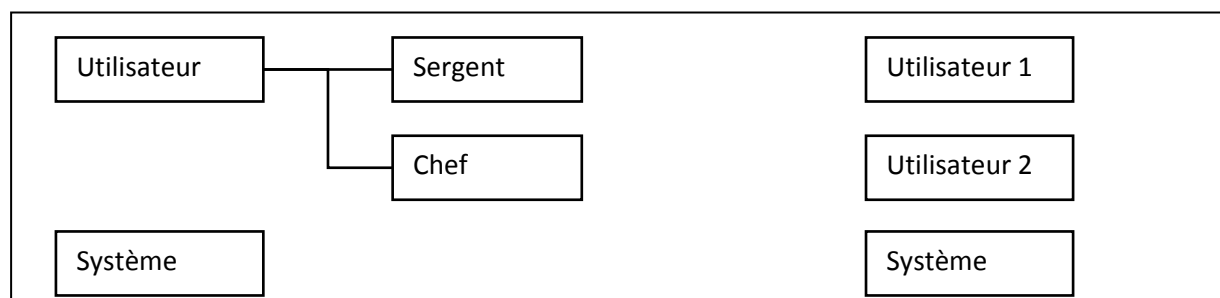 Utilisateur
Sergent
Utilisateur 1
Chef
Utilisateur 2
Système
Système